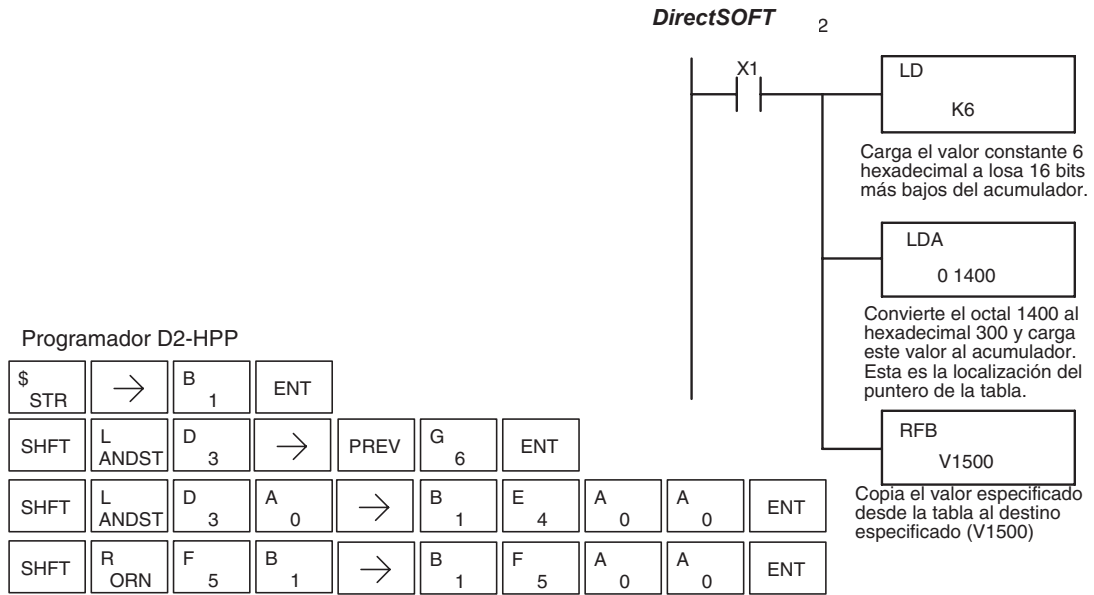 DirectSOFT 2
X1
LD
K6
Carga el valor constante 6
hexadecimal a losa 16 bits
más bajos del acumulador.
LDA
0 1400
Convierte el octal 1400 al
hexadecimal 300 y carga
este valor al acumulador.
Esta es la localización del
puntero de la tabla.
RFB
V1500
Copia el valor especificado
desde la tabla al destino
especificado (V1500)
Programador D2-HPP
$ STR → B 1 ENT
SHFT L ANDST D 3 → PREV G 6 ENT
SHFT L ANDST D 3 A 0 → B 1 E 4 A 0 A 0 ENT
SHFT R ORN F 5 B 1 → B 1 F 5 A 0 A 0 ENT